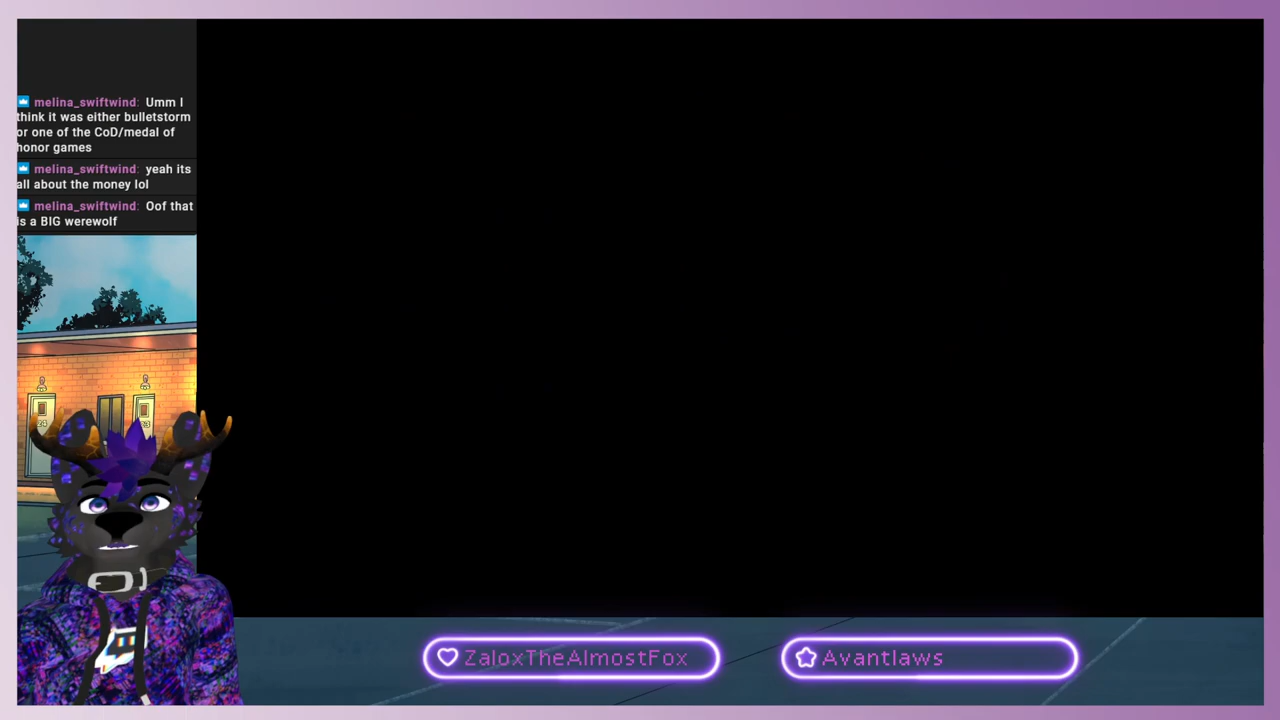 melina_swiftwind: Umm I
think it was either bulletstorm
or one of the CoD/medal of
honor games
melina_swiftwind: yeah its
all about the money lol
melina_swiftwind: Oof that
is a BIG werewolf
ZaloxTheAlmostFox
Avantlaws